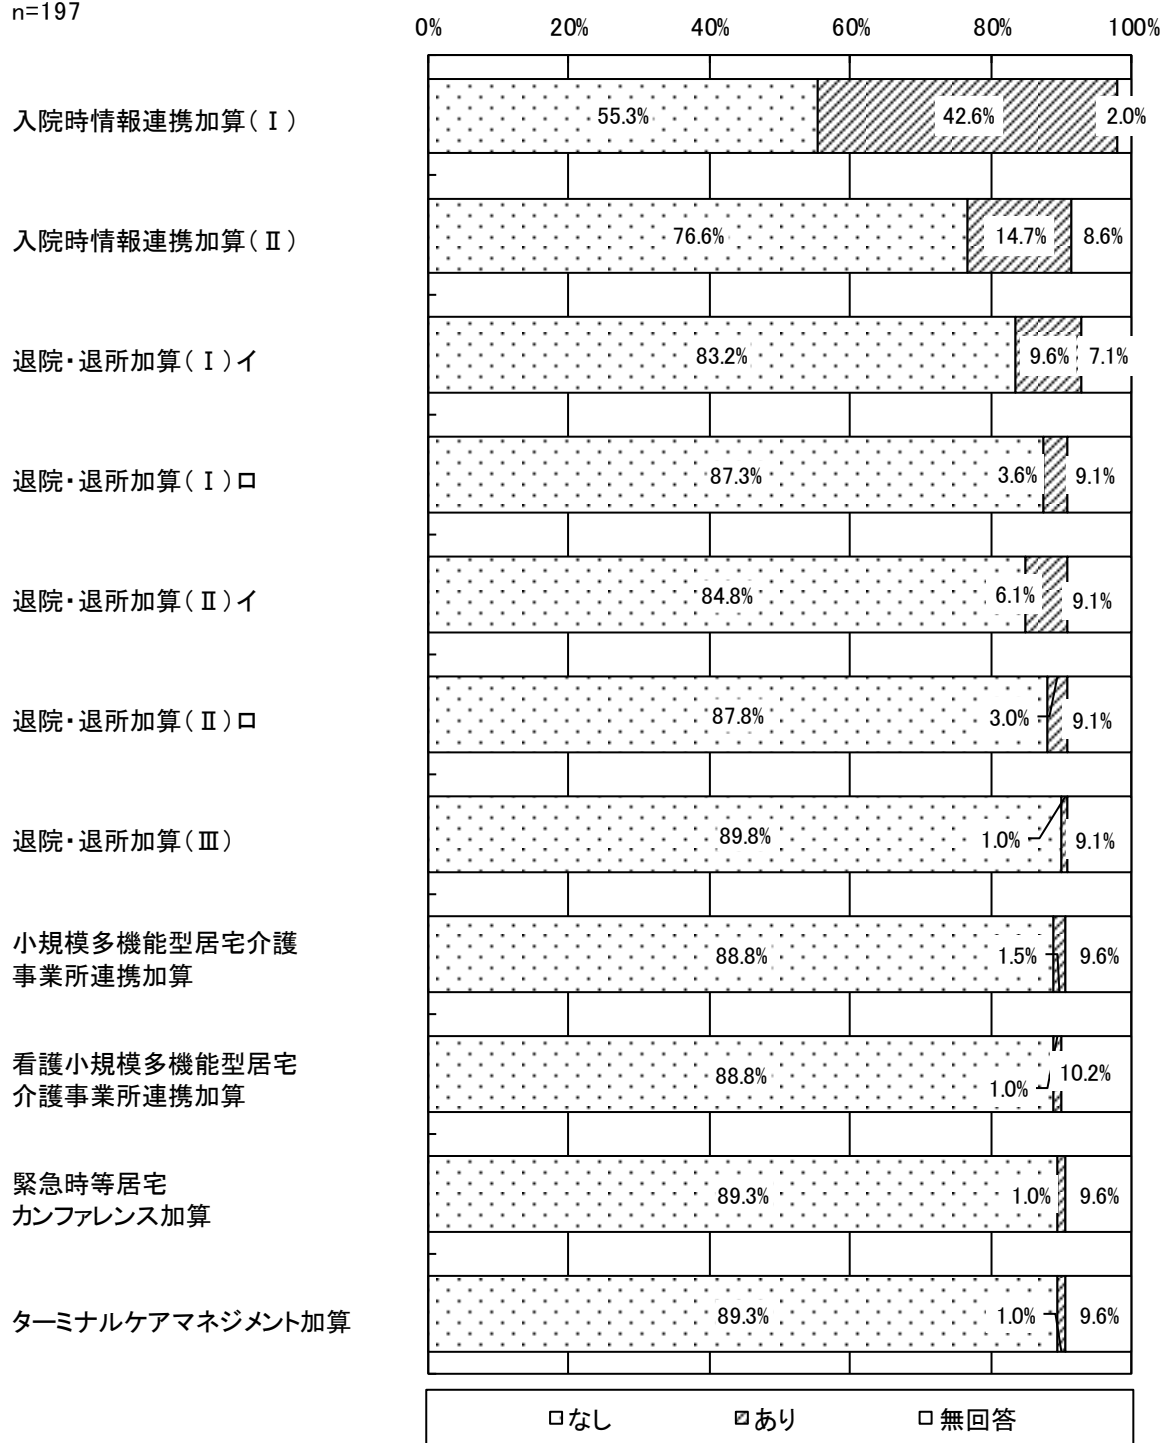 n=197
0% 20% 40% 60% 80% 100%
入院時情報連携加算(Ⅰ) 55.3% 42.6% 2.0%
入院時情報連携加算(Ⅱ) 76.6% 14.7% 8.6%
退院・退所加算(Ⅰ)イ 83.2% 9.6% 7.1%
退院・退所加算(Ⅰ)ロ 87.3% 3.6% 9.1%
退院・退所加算(Ⅱ)イ 84.8% 6.1% 9.1%
退院・退所加算(Ⅱ)ロ 87.8% 3.0% 9.1%
退院・退所加算(Ⅲ) 89.8% 1.0% 9.1%
小規模多機能型居宅介護
事業所連携加算 88.8% 1.5% 9.6%
看護小規模多機能型居宅
介護事業所連携加算 88.8% 1.0% 10.2%
緊急時等居宅
カンファレンス加算 89.3% 1.0% 9.6%
ターミナルケアマネジメント加算 89.3% 1.0% 9.6%
なし あり 無回答